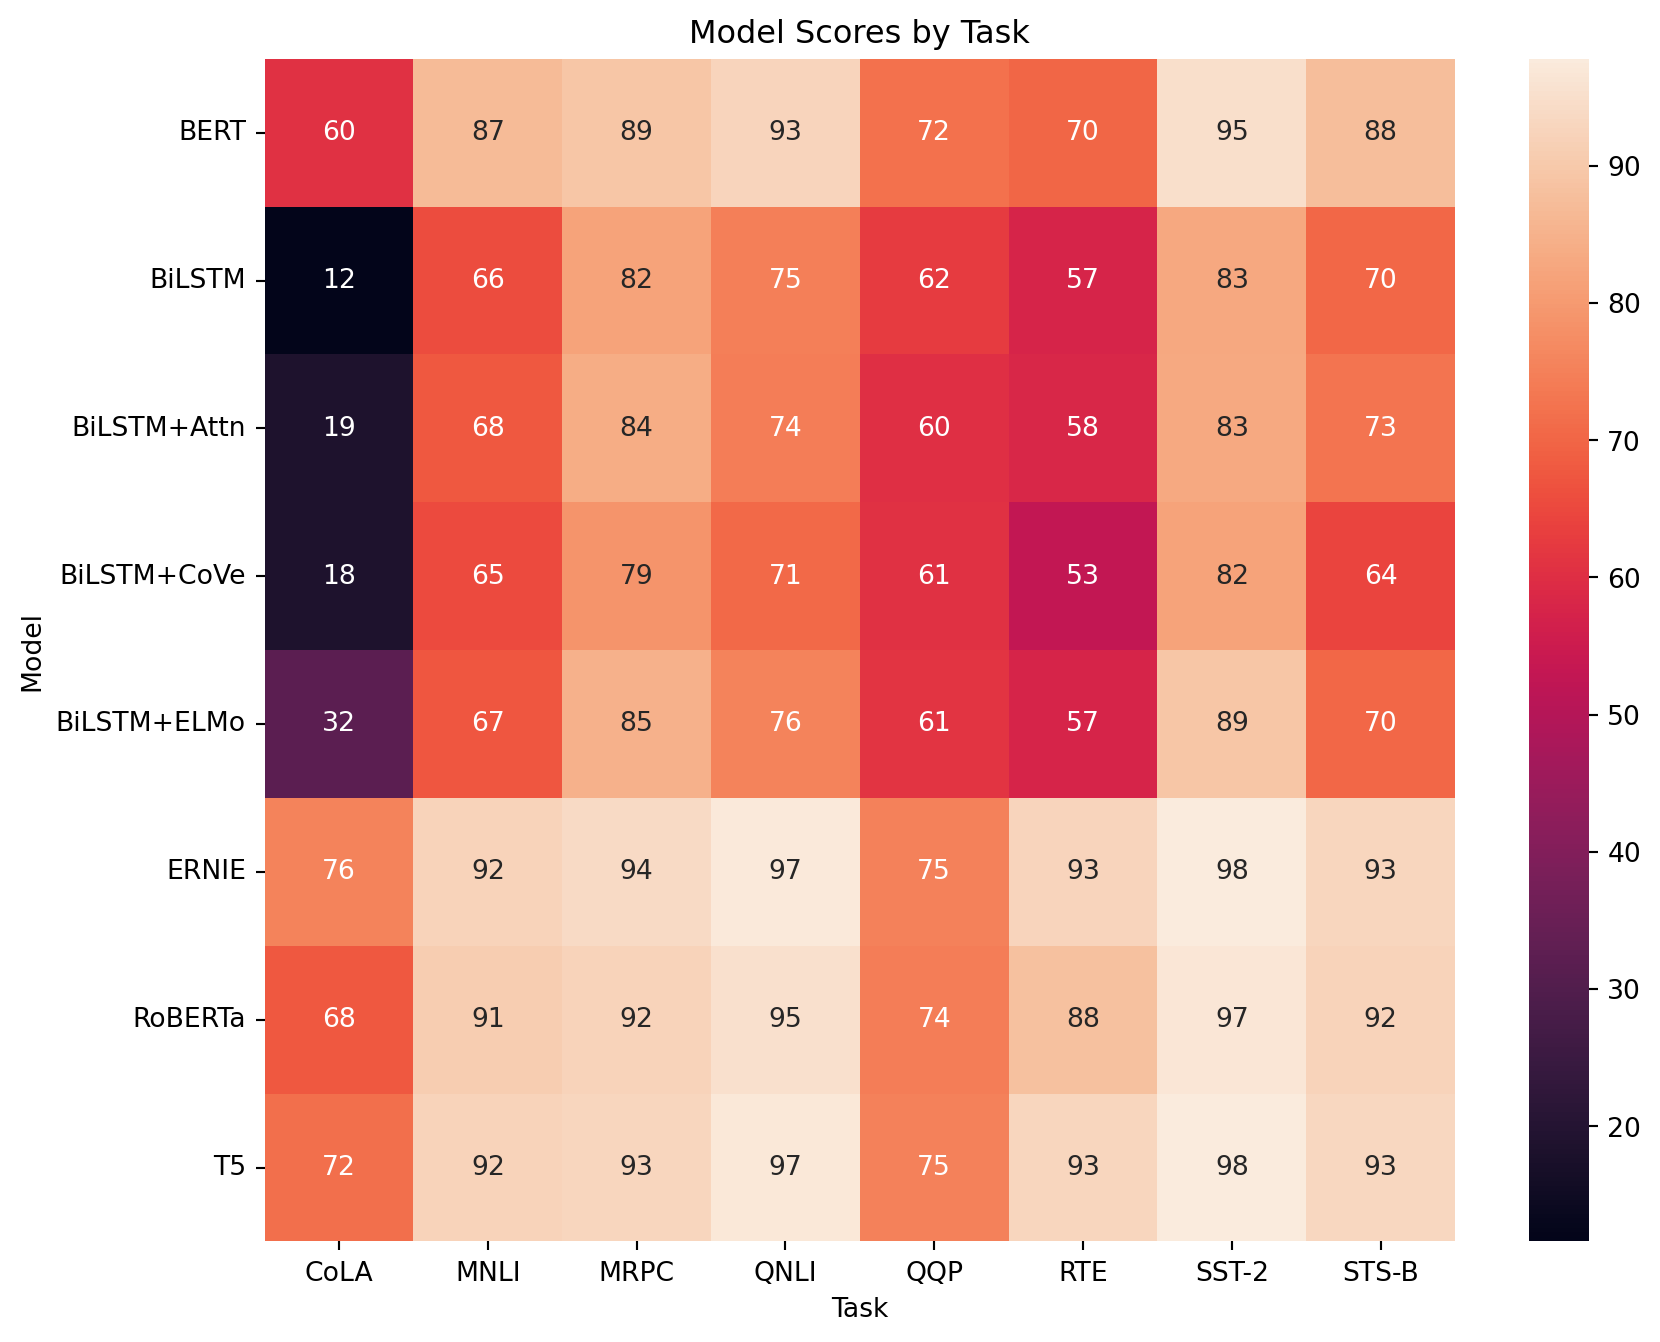 Model Scores by Task
BERT 60 87 89 93 72 70 95 88
BiLSTM 12 66 82 75 62 57 83 70
BiLSTM+Attn 19 68 84 74 60 58 83 73
BiLSTM+CoVe 18 65 79 71 61 53 82 64
BiLSTM+ELMo 32 67 85 76 61 57 89 70
ERNIE 76 92 94 97 75 93 98 93
RoBERTa 68 91 92 95 74 88 97 92
T5 72 92 93 97 75 93 98 93
CoLA MNLI MRPC QNLI QQP RTE SST-2 STS-B
Task
Model
90
80
70
60
50
40
30
20